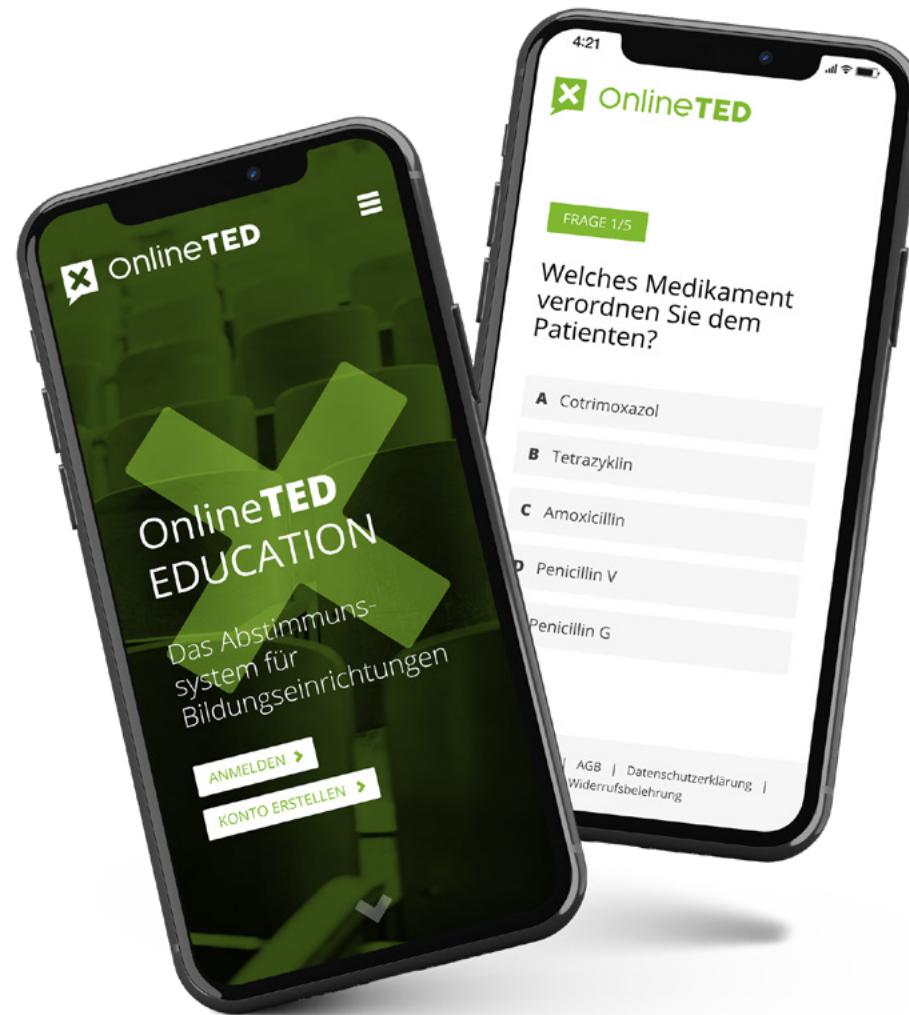 OnlineTED
OnlineTED
EDUCATION
Das Abstimmuns-
system für
Bildungseinrichtungen
ANMELDEN
KONTO ERSTELLEN
4:21
OnlineTED
FRAGE 1/5
Welches Medikament
verordnen Sie dem
Patienten?
A Cotrimoxazol
B Tetrazyklin
C Amoxicillin
D Penicillin V
Penicillin G
| AGB | Datenschutzerklärung |
Widerrufsbelehrung